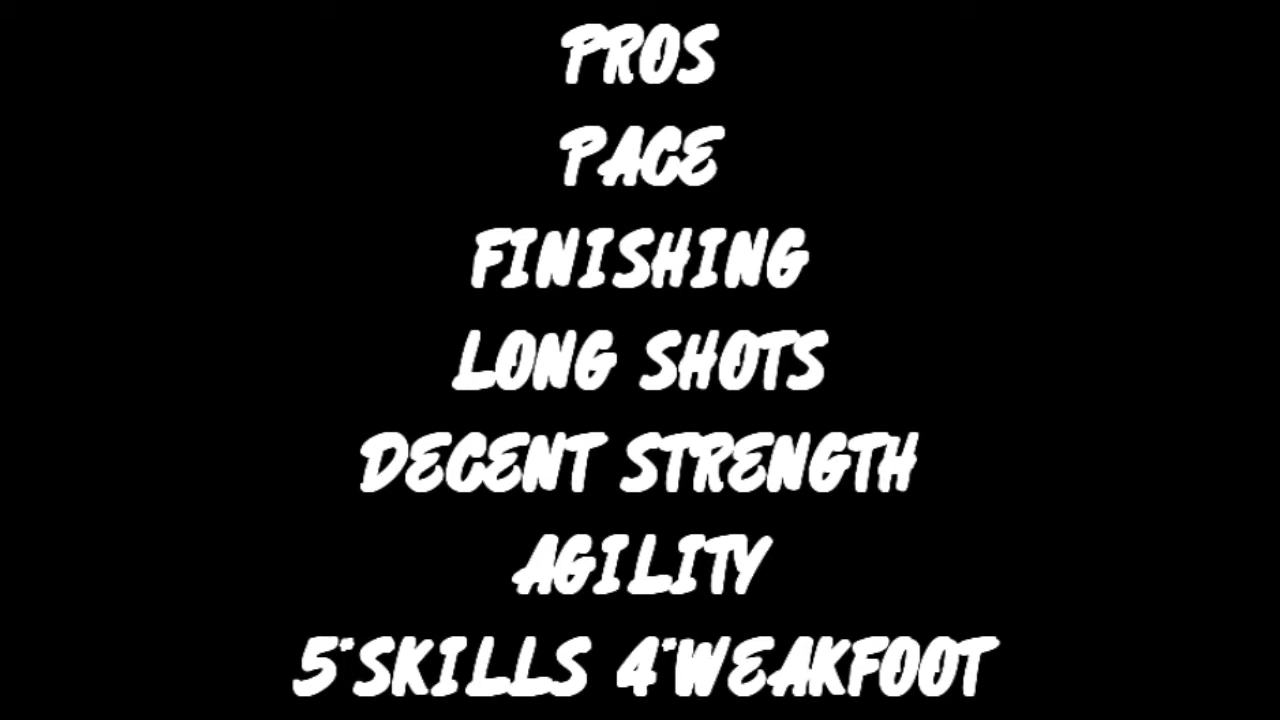 PROS
PACE
FINISHING
LONG SHOTS
DECENT STRENGTH
AGILITY
5*SKILLS 4*WEAKFOOT